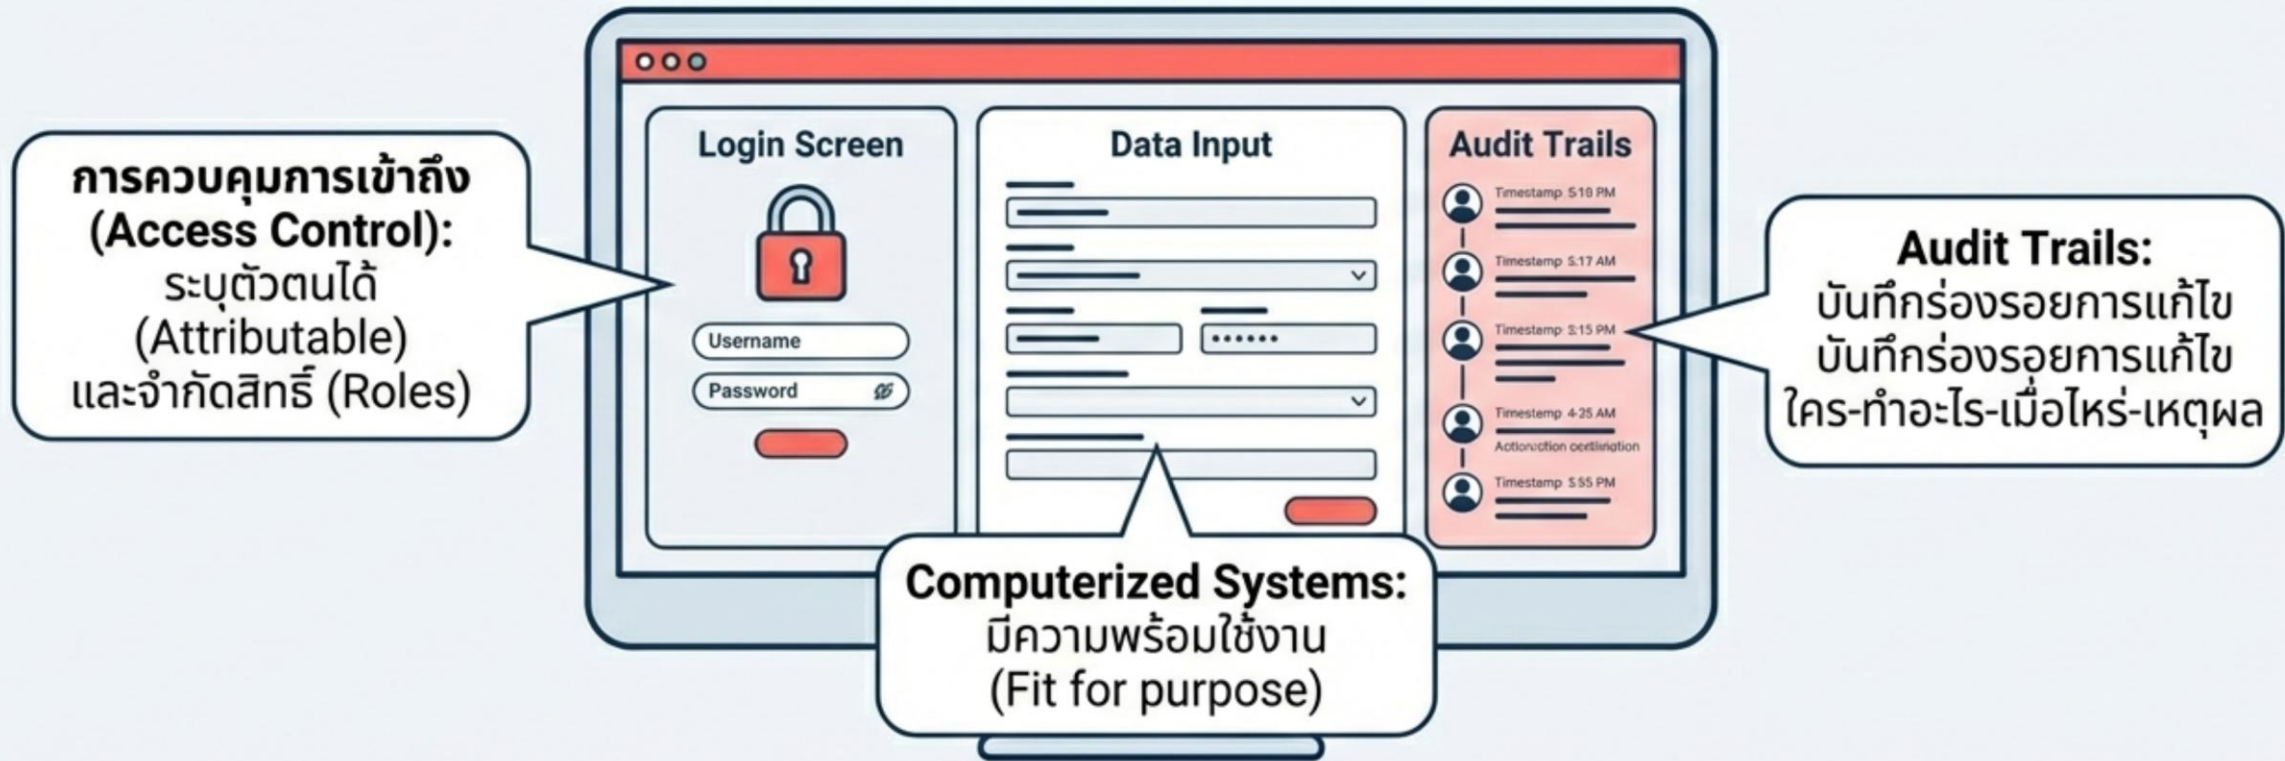 การควบคุมการเข้าถึง
(Access Control):
ระบุตัวตนได้
(Attributable)
และจำกัดสิทธิ์ (Roles)
Login Screen
Username
Password
Data Input
Audit Trails
Timestamp 5:10 PM
Timestamp 5.17 AM
Timestamp
Timestamp 4-25 AM
Timestamp
Audit Trails:
บันทึกร่องรอยการแก้ไข
บันทึกร่องรอยการแก้ไข
ใคร-ทำอะไร-เมื่อไหร่-เหตุผล
Computerized Systems:
มีความพร้อมใช้งาน
(Fit for purpose)